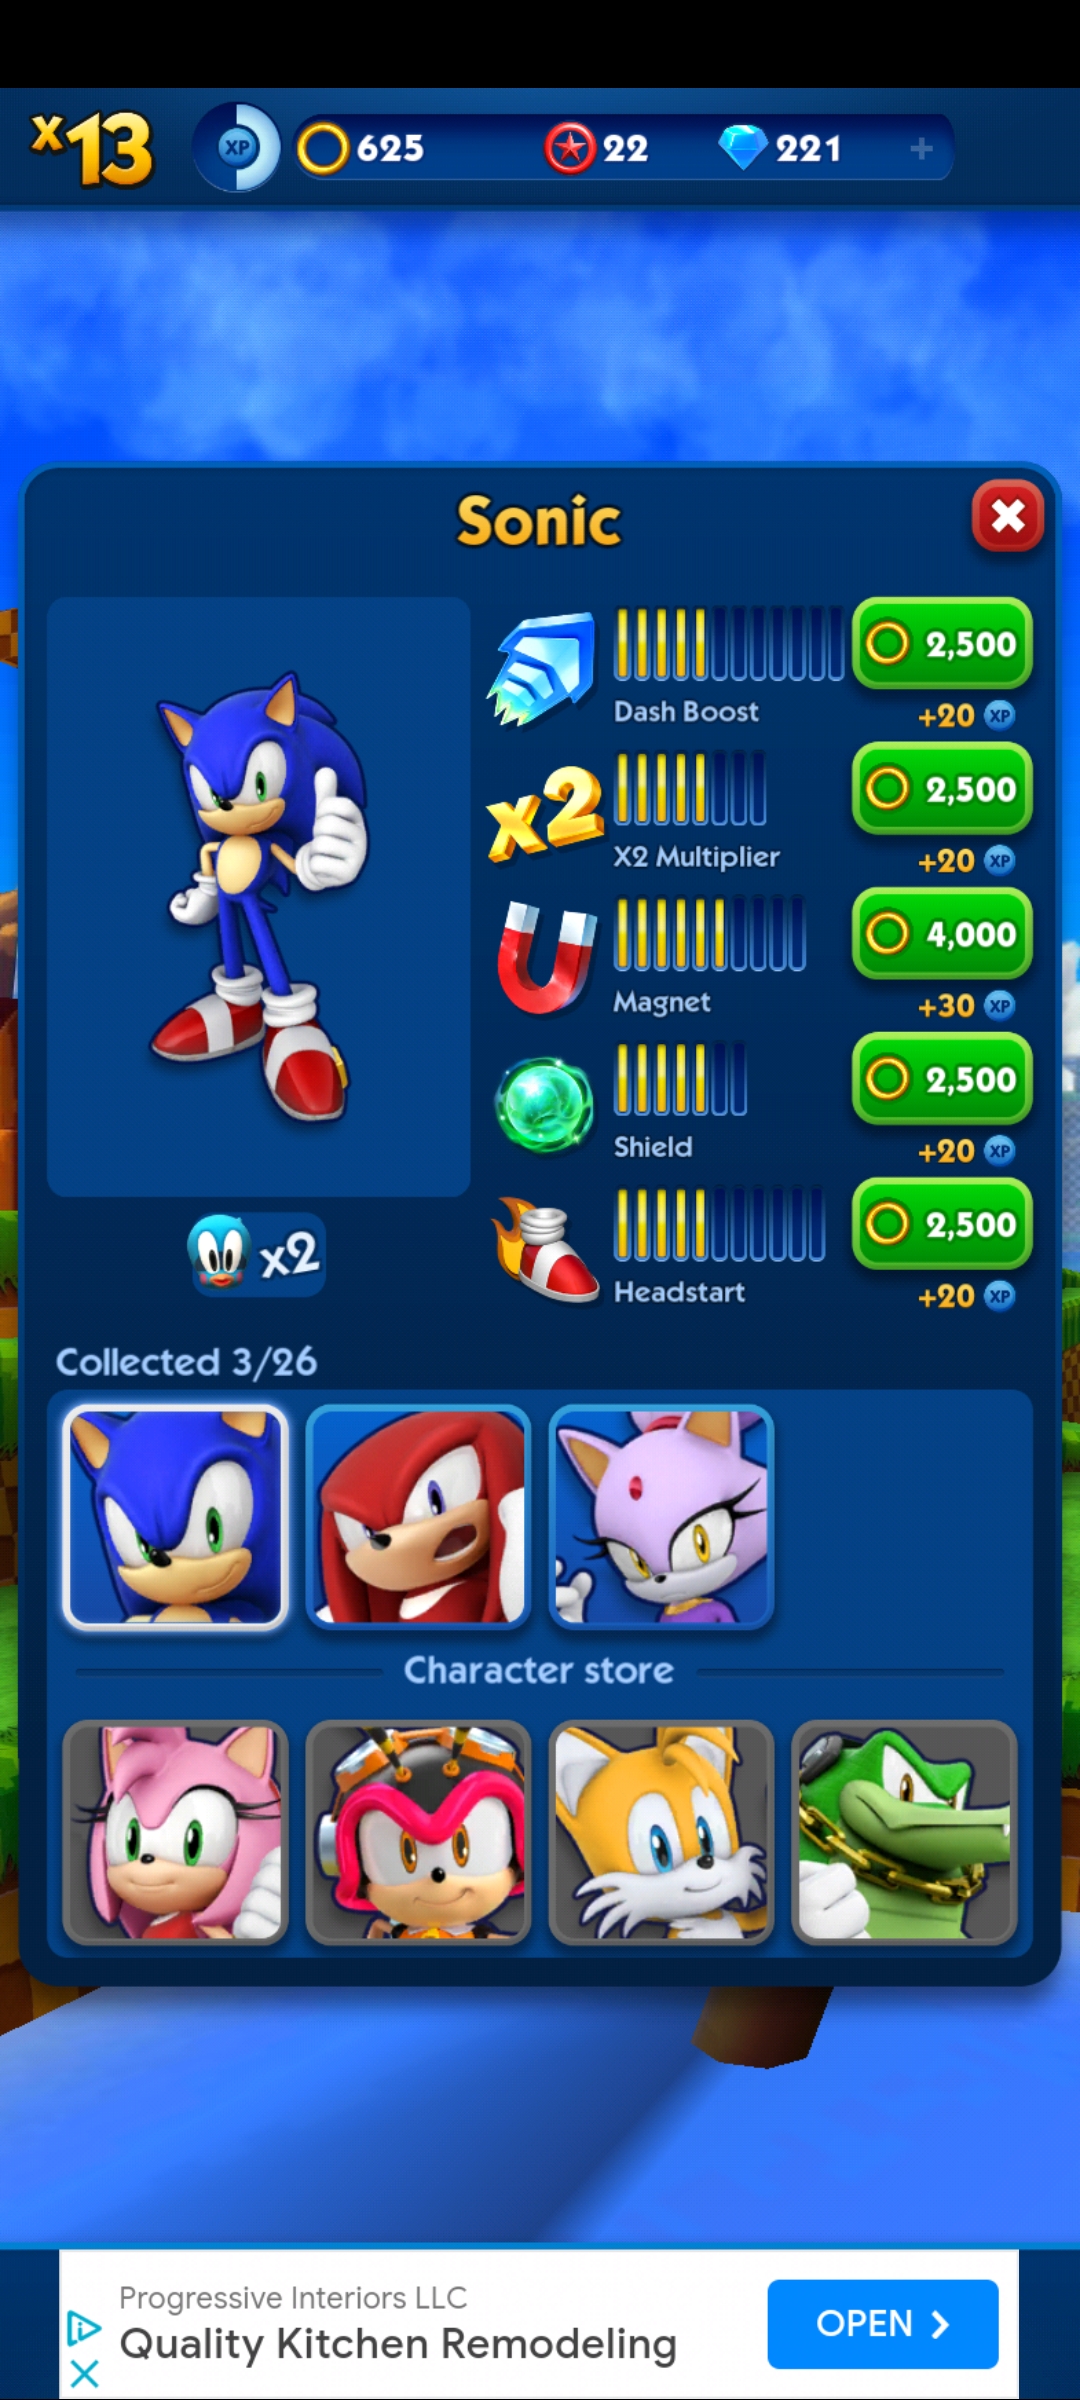 x13 XP 625 22 221 +
Sonic
2,500
Dash Boost
+20 XP
x2
2,500
X2 Multiplier
+20 XP
4,000
Magnet
+30 XP
2,500
Shield
+20 XP
x2
2,500
Headstart
+20 XP
Collected 3/26
Character store
Progressive Interiors LLC
Quality Kitchen Remodeling
OPEN